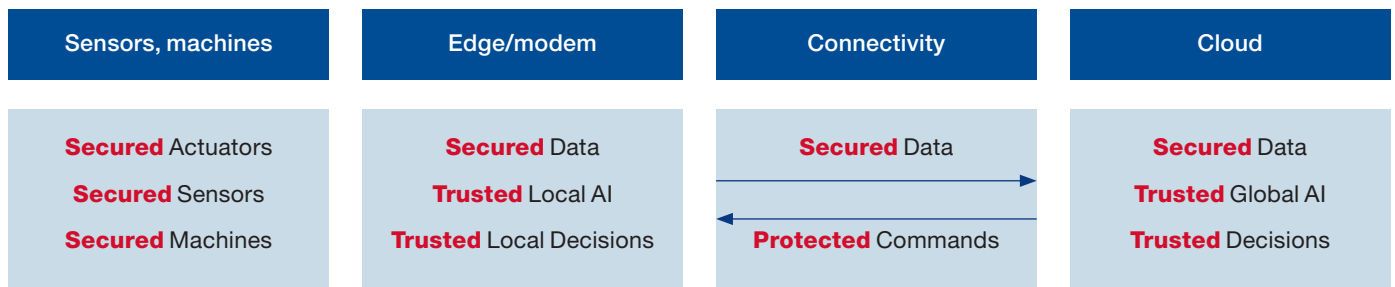 Sensors, machines
Edge/modem
Connectivity
Cloud
Secured Actuators
Secured Sensors
Secured Machines
Secured Data
Trusted Local AI
Trusted Local Decisions
Secured Data
Protected Commands
Secured Data
Trusted Global AI
Trusted Decisions